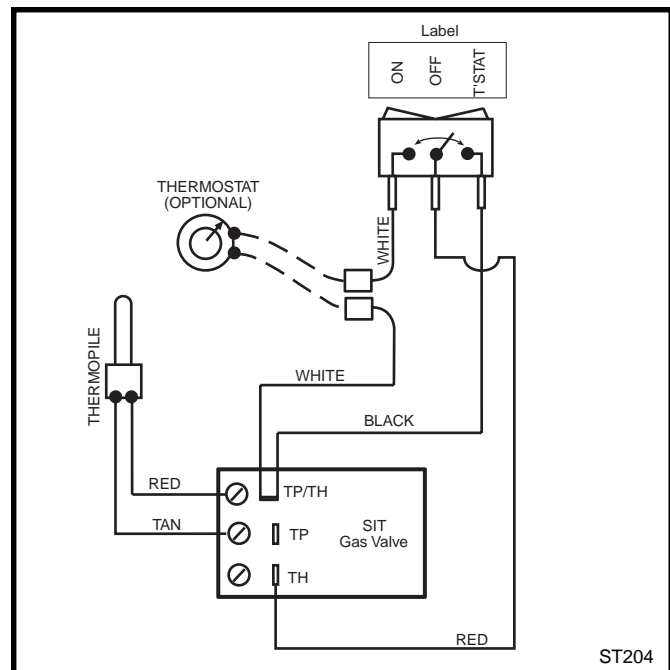 Label
ON
OFF
T'STAT
THERMOSTAT
(OPTIONAL)
WHITE
THERMOPILE
WHITE
BLACK
RED
TP/TH
TAN
TP
SIT
Gas Valve
TH
RED
ST204